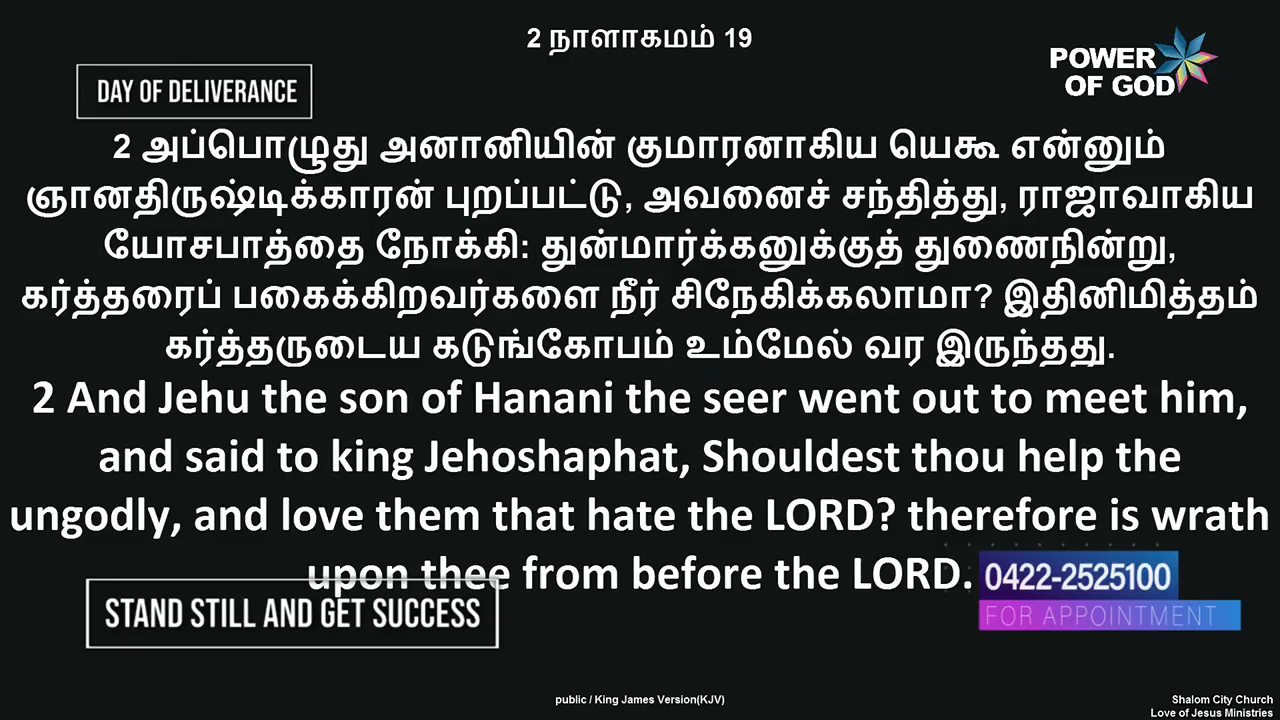 2 நாளாகமம் 19
POWER
OF GOD
DAY OF DELIVERANCE
2 அப்பொழுது அனானியின் குமாரனாகிய யெகூ என்னும்
ஞானதிருஷ்டிக்காரன் புறப்பட்டு, அவனைச் சந்தித்து, ராஜாவாகிய
யோசபாத்தை நோக்கி: துன்மார்க்கனுக்குத் துணைநின்று,
கர்த்தரைப் பகைக்கிறவர்களை நீர் சிநேகிக்கலாமா? இதினிமித்தம்
கர்த்தருடைய கடுங்கோபம் உம்மேல் வர இருந்தது.
2 And Jehu the son of Hanani the seer went out to meet him,
and said to king Jehoshaphat, Shouldest thou help the
ungodly, and love them that hate the LORD? therefore is wrath
upon thee from before the LORD.
0422-2525100
FOR APPOINTMENT
STAND STILL AND GET SUCCESS
public / King James Version(KJV)
Shalom City Church
Love of Jesus Ministries